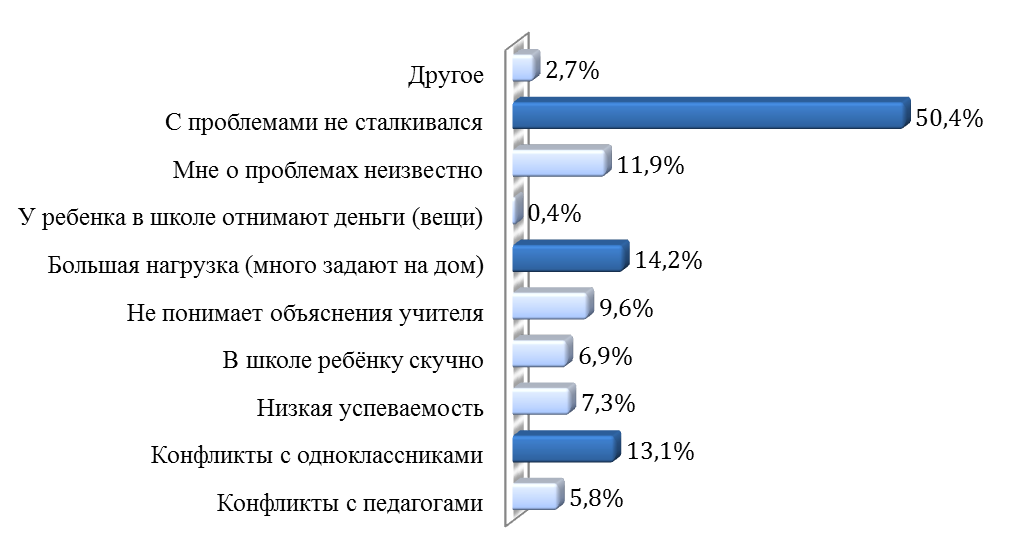 Другое 2,7%
С проблемами не сталкивался 50,4%
Мне о проблемах неизвестно 11,9%
У ребенка в школе отнимают деньги (вещи) 0,4%
Большая нагрузка (много задают на дом) 14,2%
Не понимает объяснения учителя 9,6%
В школе ребёнку скучно 6,9%
Низкая успеваемость 7,3%
Конфликты с одноклассниками 13,1%
Конфликты с педагогами 5,8%